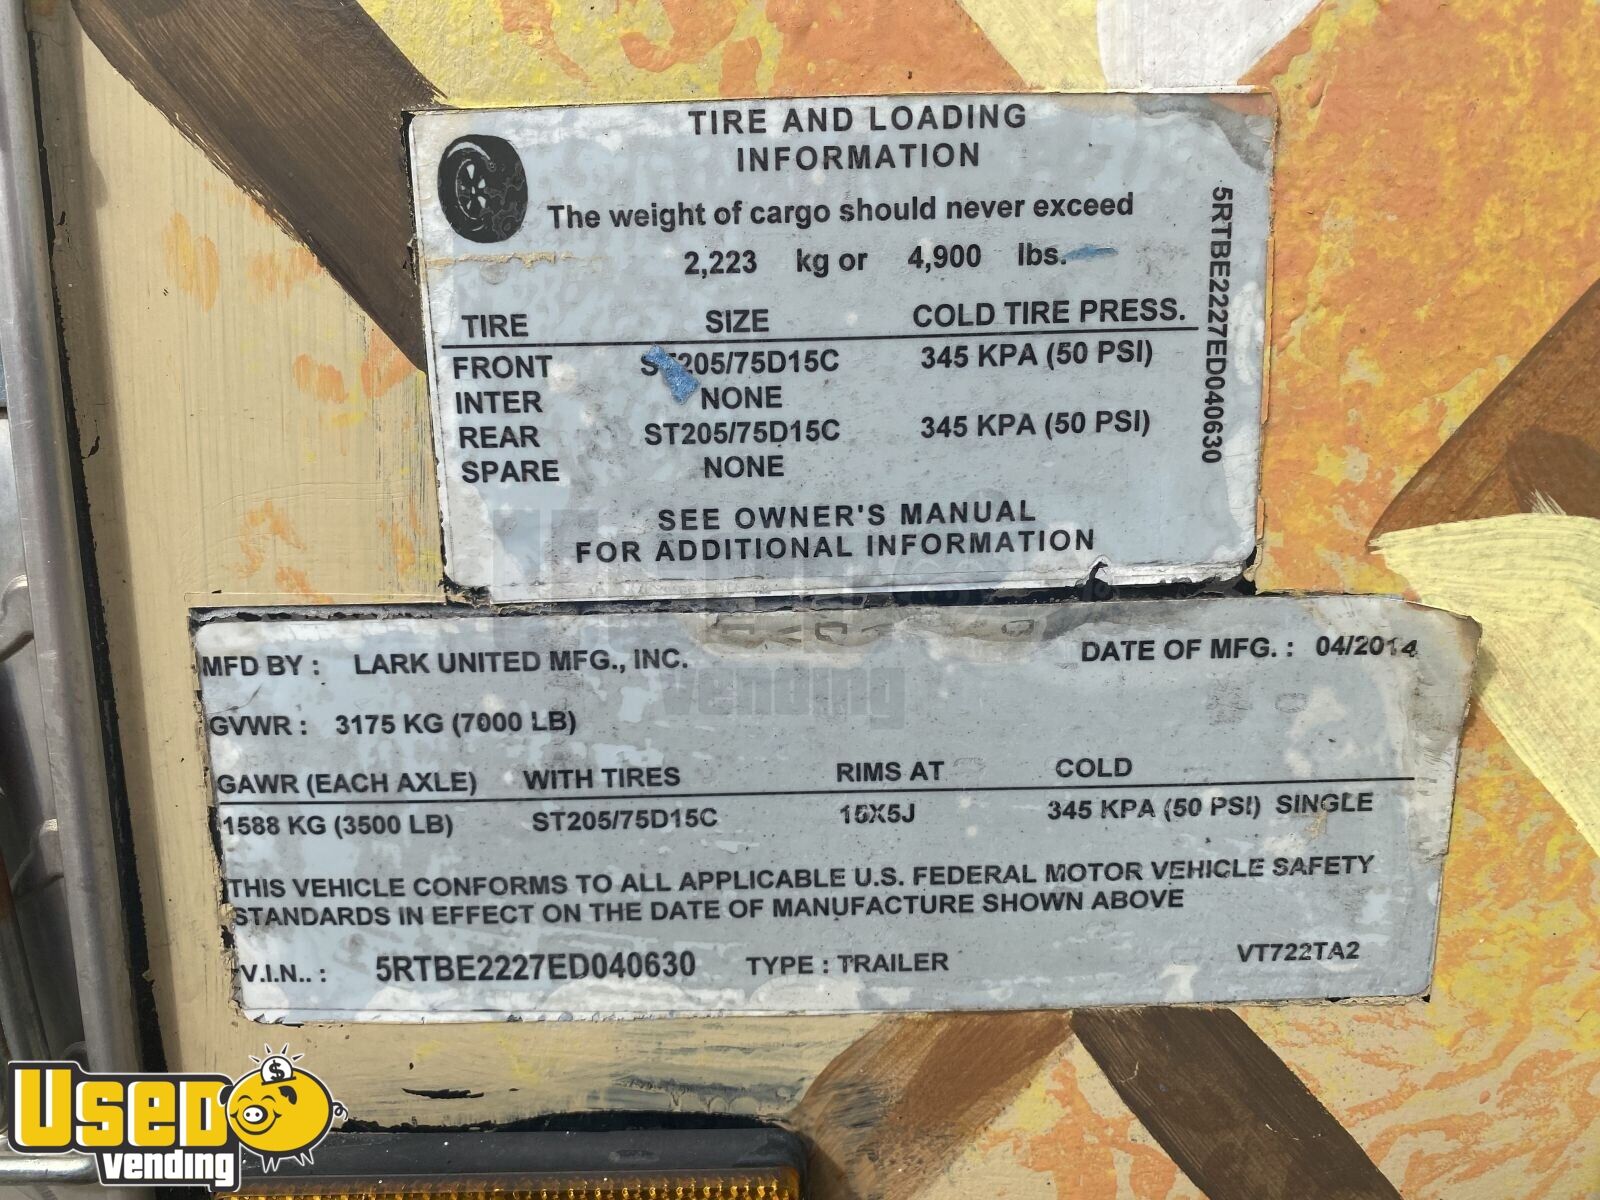 TIRE AND LOADING
INFORMATION
The weight of cargo should never exceed
2,223 kg or 4,900 lbs.
TIRE SIZE COLD TIRE PRESS.
FRONT ST205/75D15C 345 KPA (50 PSI)
INTER NONE
REAR ST205/75D15C 345 KPA (50 PSI)
SPARE NONE
SEE OWNER'S MANUAL
FOR ADDITIONAL INFORMATION
5RTBE2227ED040630
MFD BY : LARK UNITED MFG., INC. DATE OF MFG. : 04/2014
GVWR : 3175 KG (7000 LB)
GAWR (EACH AXLE) WITH TIRES RIMS AT COLD
1588 KG (3500 LB) ST205/75D15C 15X5J 345 KPA (50 PSI) SINGLE
THIS VEHICLE CONFORMS TO ALL APPLICABLE U.S. FEDERAL MOTOR VEHICLE SAFETY
STANDARDS IN EFFECT ON THE DATE OF MANUFACTURE SHOWN ABOVE
V.I.N.. : 5RTBE2227ED040630 TYPE : TRAILER VT722TA2
USED
vending